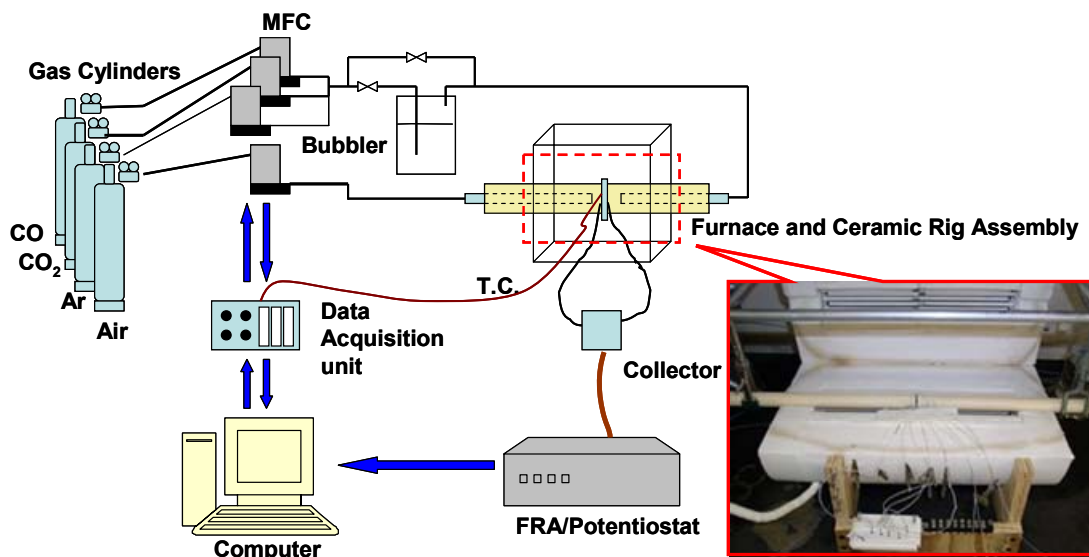 MFC
Gas Cylinders
Bubbler
CO
CO₂
Ar
Air
T.C.
Data
Acquisition
unit
Collector
Furnace and Ceramic Rig Assembly
FRA/Potentiostat
Computer